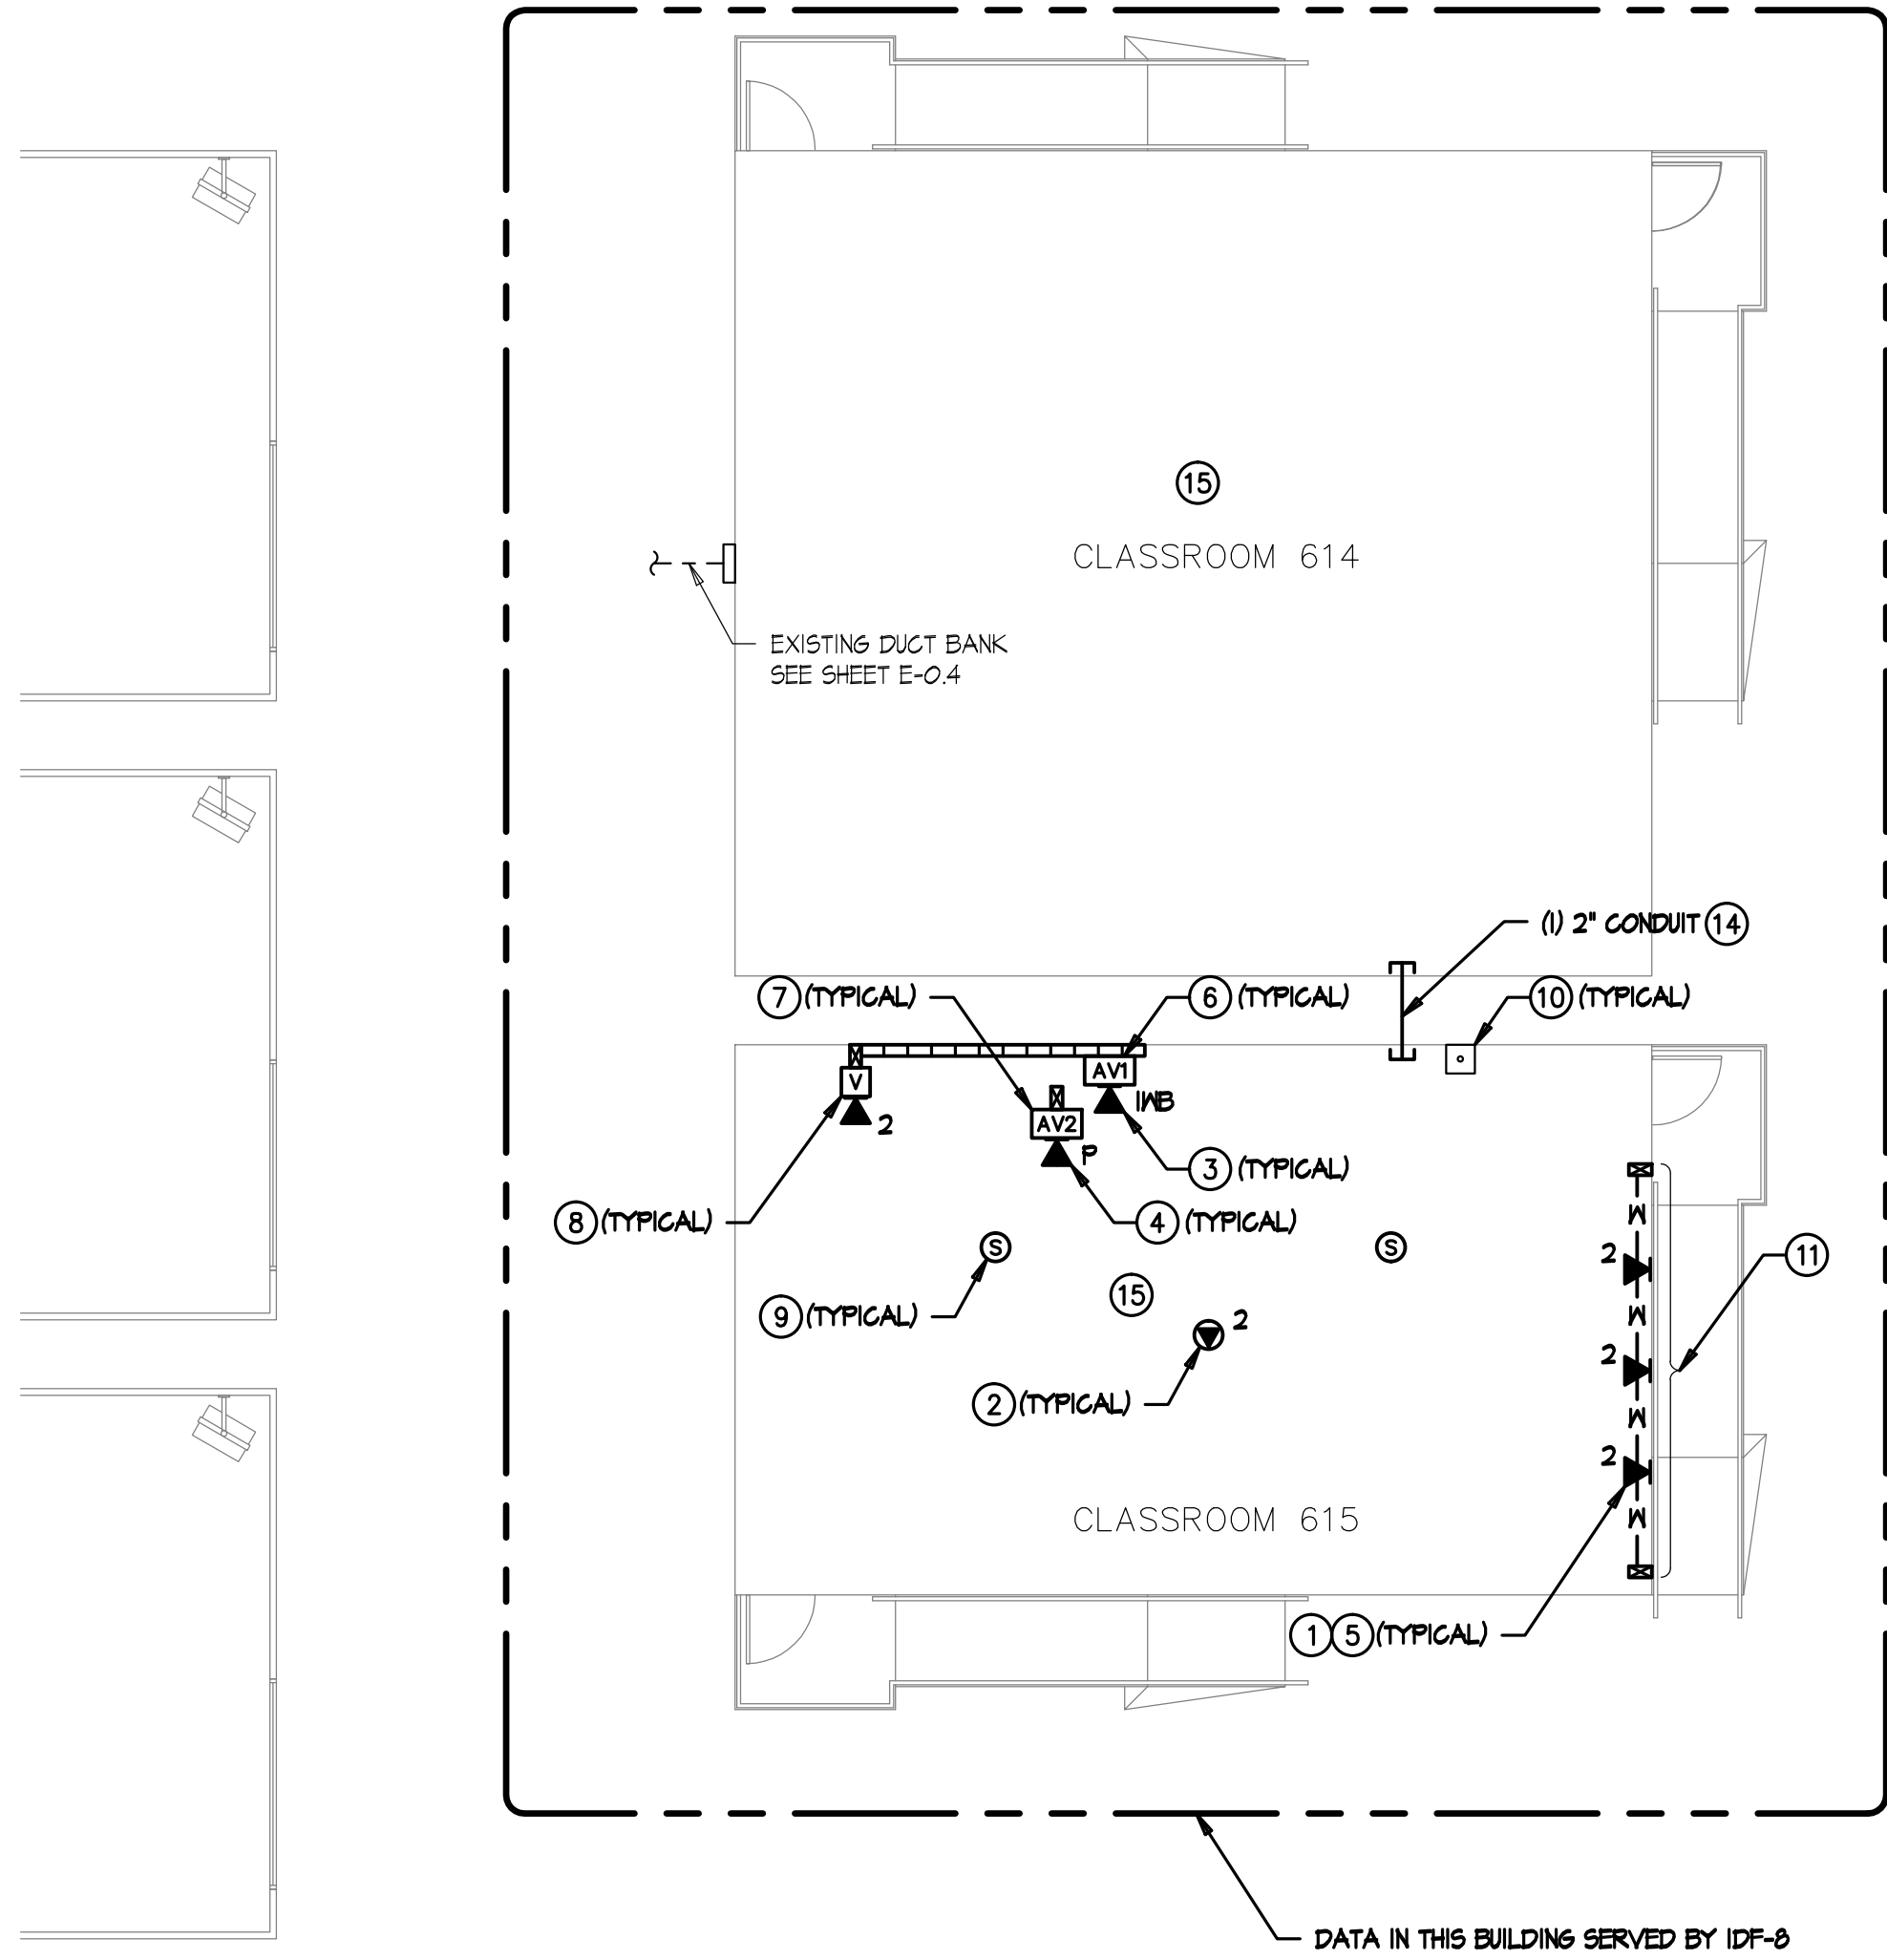 15
CLASSROOM 614
EXISTING DUCT BANK
SEE SHEET E-0.4
(1) 2" CONDUIT 14
7 (TYPICAL)
6 (TYPICAL)
10 (TYPICAL)
V
2
AV1
IWB
AV2
P
3 (TYPICAL)
8 (TYPICAL)
4 (TYPICAL)
S
S
9 (TYPICAL)
15
2
2 (TYPICAL)
M
2
M
2
M
2
M
11
CLASSROOM 615
1 5 (TYPICAL)
DATA IN THIS BUILDING SERVED BY IDF-8